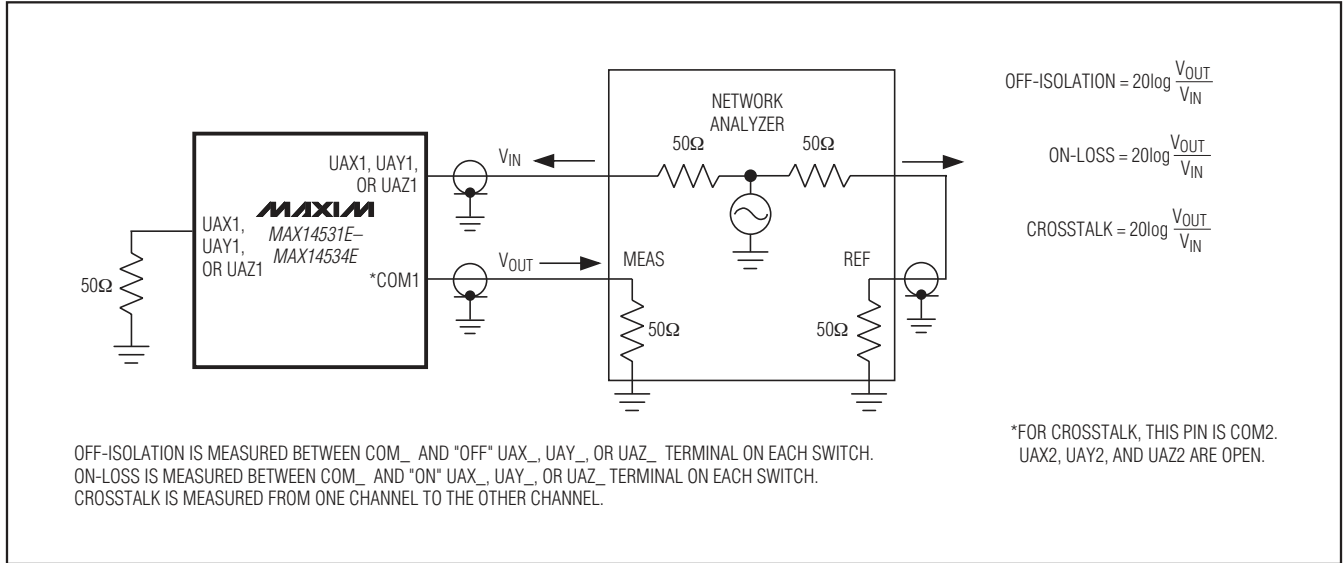 NETWORK
ANALYZER
50Ω
50Ω
OFF-ISOLATION = 20log VOUT
VIN
ON-LOSS = 20log VOUT
VIN
CROSSTALK = 20log VOUT
VIN
UAX1, UAY1,
OR UAZ1
VIN
MAXIM
MAX14531E–
MAX14534E
UAX1,
UAY1,
OR UAZ1
*COM1
VOUT
MEAS
REF
50Ω
50Ω
50Ω
*FOR CROSSTALK, THIS PIN IS COM2.
UAX2, UAY2, AND UAZ2 ARE OPEN.
OFF-ISOLATION IS MEASURED BETWEEN COM_ AND "OFF" UAX_, UAY_, OR UAZ_ TERMINAL ON EACH SWITCH.
ON-LOSS IS MEASURED BETWEEN COM_ AND "ON" UAX_, UAY_, OR UAZ_ TERMINAL ON EACH SWITCH.
CROSSTALK IS MEASURED FROM ONE CHANNEL TO THE OTHER CHANNEL.